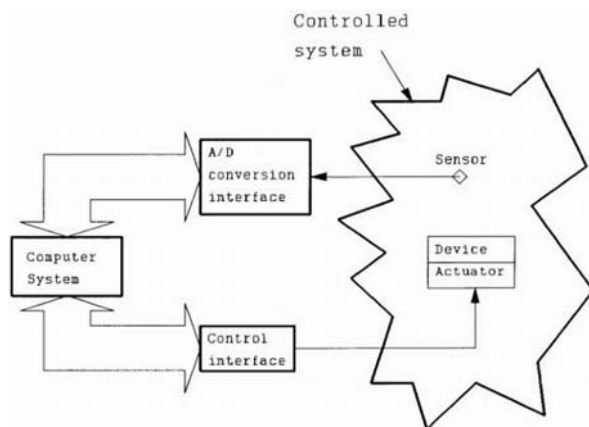 Controlled
system
A/D
conversion
interface
Sensor
Computer
System
Device
Actuator
Control
interface